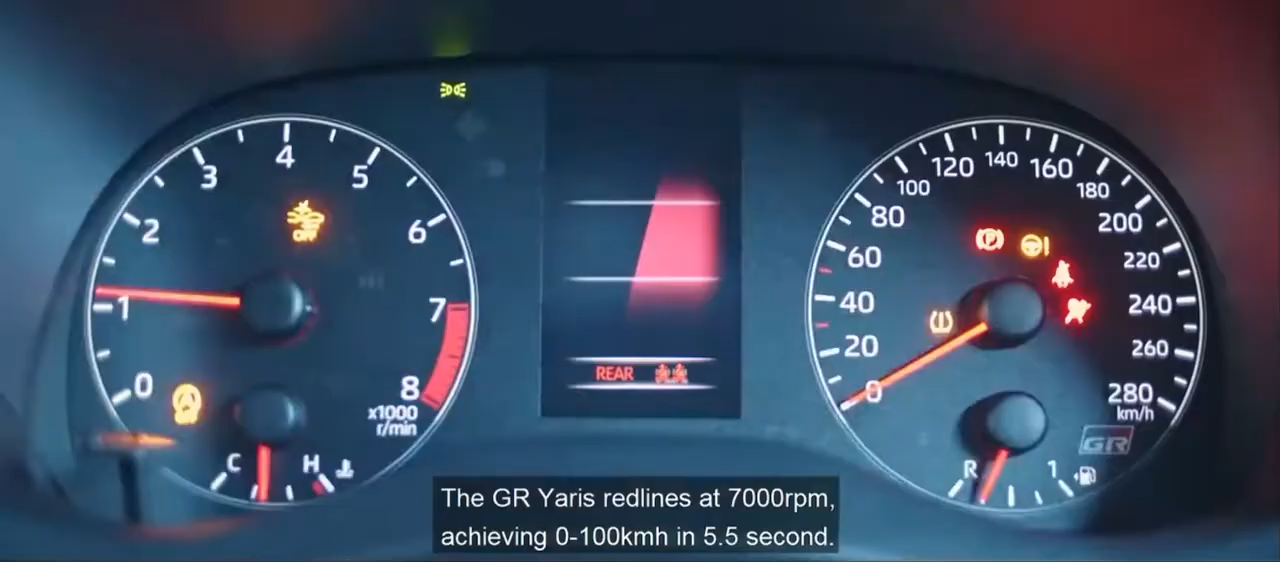 0
1
2
3
4
5
6
7
8
x1000
r/min
OFF
A
C
H
REAR
0
20
40
60
80
100
120
140
160
180
200
220
240
260
280
km/h
P
!
GR
R
1
The GR Yaris redlines at 7000rpm,
achieving 0-100kmh in 5.5 second.